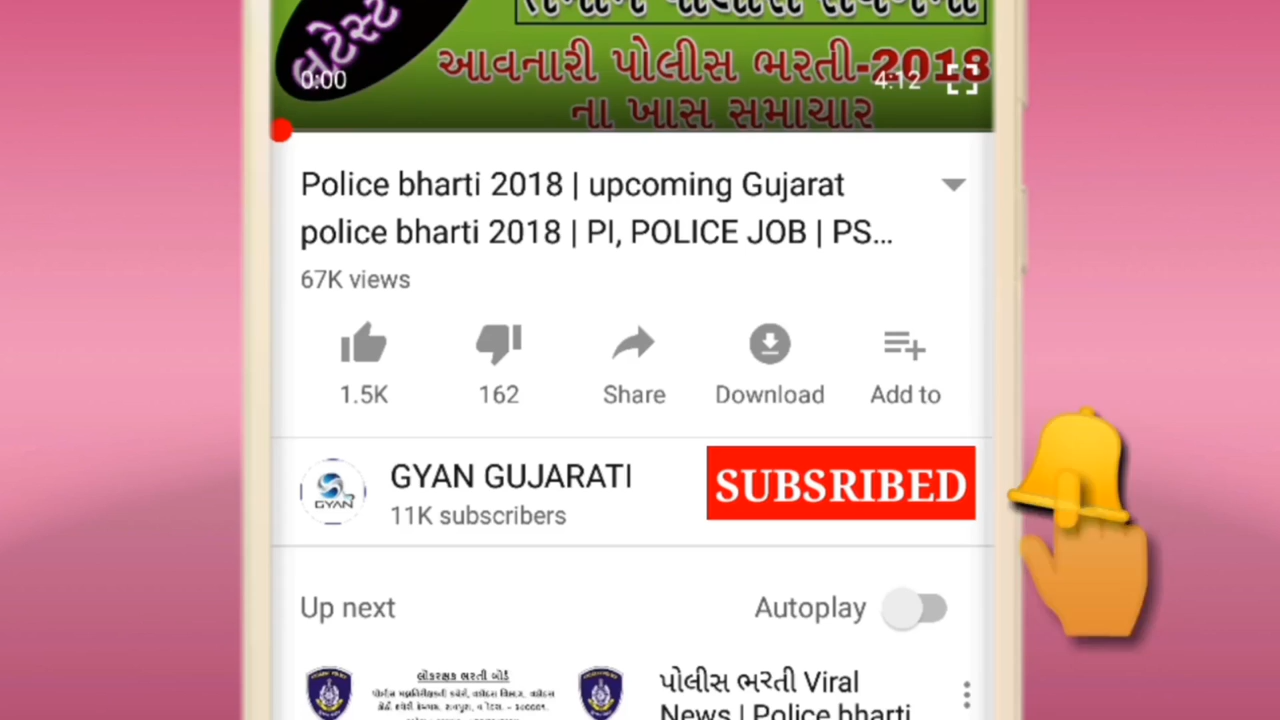 લેટેસ્ટ
આવનારી પોલીસ ભરતી-2018
ના ખાસ સમાચાર
0:00
4:12
Police bharti 2018 | upcoming Gujarat
police bharti 2018 | PI, POLICE JOB | PS...
67K views
1.5K
162
Share
Download
Add to
GYAN
GYAN GUJARATI
11K subscribers
SUBSRIBED
Up next
Autoplay
લોકરક્ષક ભરતી બોર્ડ
પોલીસ ભરતી Viral
News | Police bharti